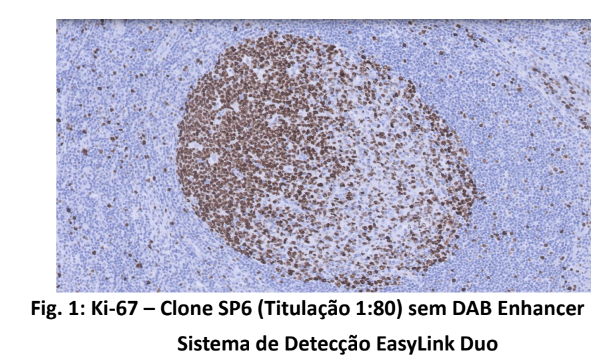 Fig. 1: Ki-67 – Clone SP6 (Titulação 1:80) sem DAB Enhancer
Sistema de Detecção EasyLink Duo